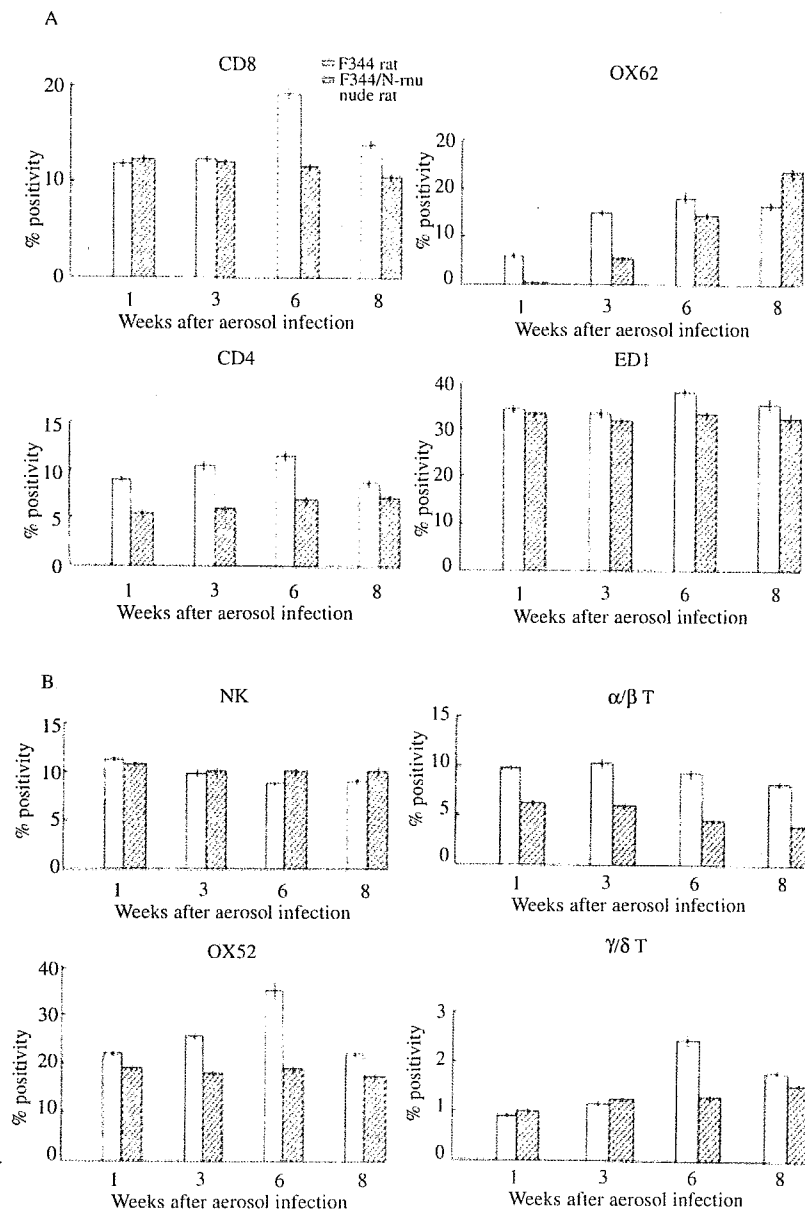 A
CD8
F344 rat
F344/N-rnu
nude rat
20
10
0
% positivity
1 3 6 8
Weeks after aerosol infection
OX62
20
20
10
0
% positivity
1 3 6 8
Weeks after aerosol infection
CD4
15
10
5
0
% positivity
1 3 6 8
Weeks after aerosol infection
ED1
40
30
20
10
0
% positivity
1 3 6 8
Weeks after aerosol infection
B
NK
15
10
5
0
% positivity
1 3 6 8
Weeks after aerosol infection
α/β T
15
10
5
0
% positivity
1 3 6 8
Weeks after aerosol infection
OX52
40
30
20
10
0
% positivity
1 3 6 8
Weeks after aerosol infection
γ/δ T
3
2
1
0
% positivity
1 3 6 8
Weeks after aerosol infection